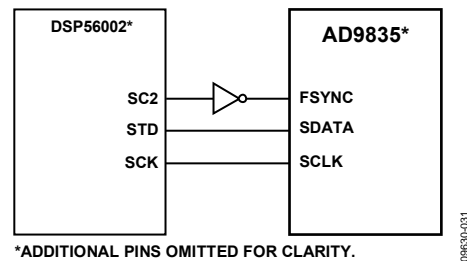 DSP56002*
AD9835*
SC2
FSYNC
STD
SDATA
SCK
SCLK
*ADDITIONAL PINS OMITTED FOR CLARITY.
09630-031